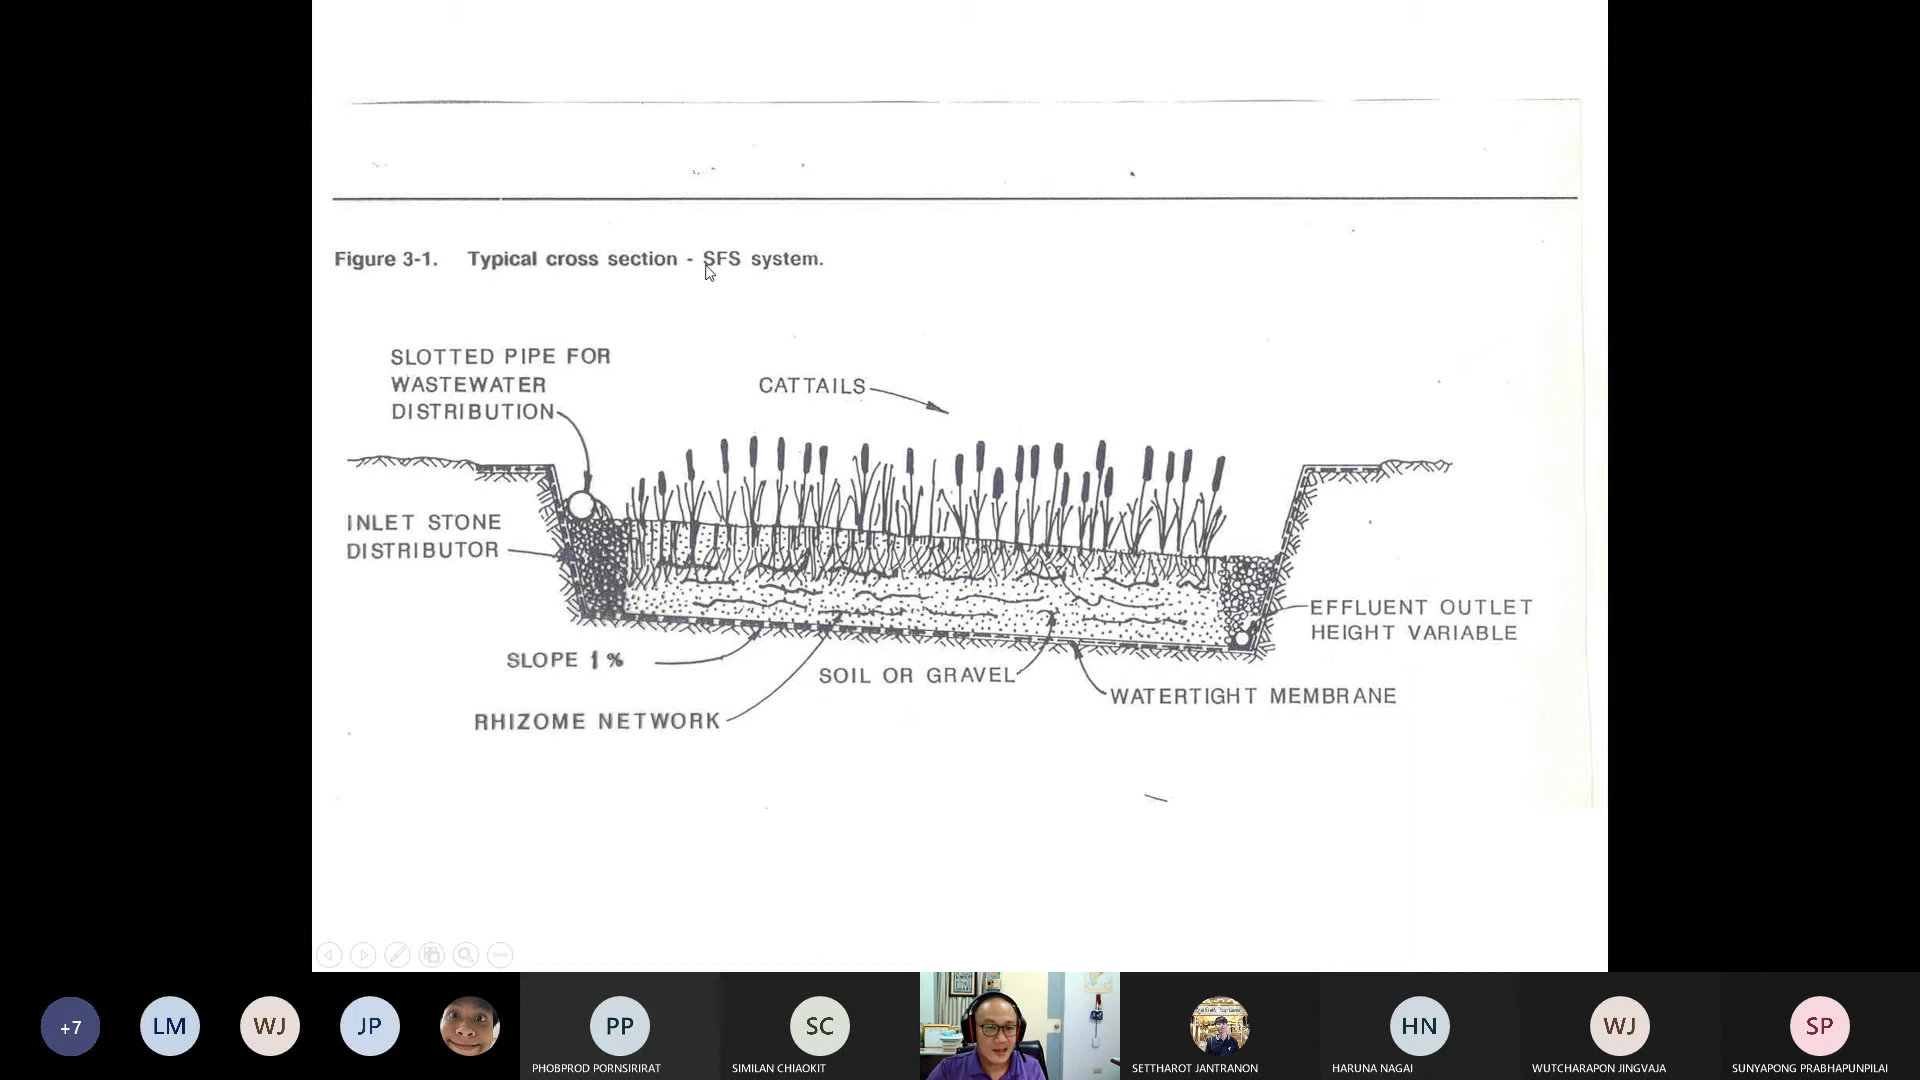 Figure 3-1. Typical cross section - SFS system.
SLOTTED PIPE FOR
WASTEWATER
DISTRIBUTION
CATTAILS
INLET STONE
DISTRIBUTOR
EFFLUENT OUTLET
HEIGHT VARIABLE
SLOPE 1%
SOIL OR GRAVEL
WATERTIGHT MEMBRANE
RHIZOME NETWORK
+7
LM
WJ
JP
PP
SC
HN
WJ
SP
PHOBPROD PORNSIRIRAT
SIMILAN CHIAOKIT
SETTHAROT JANTRANON
HARUNA NAGAI
WUTCHARAPON JINGVAJA
SUNYAPONG PRABHAPUNPILAI